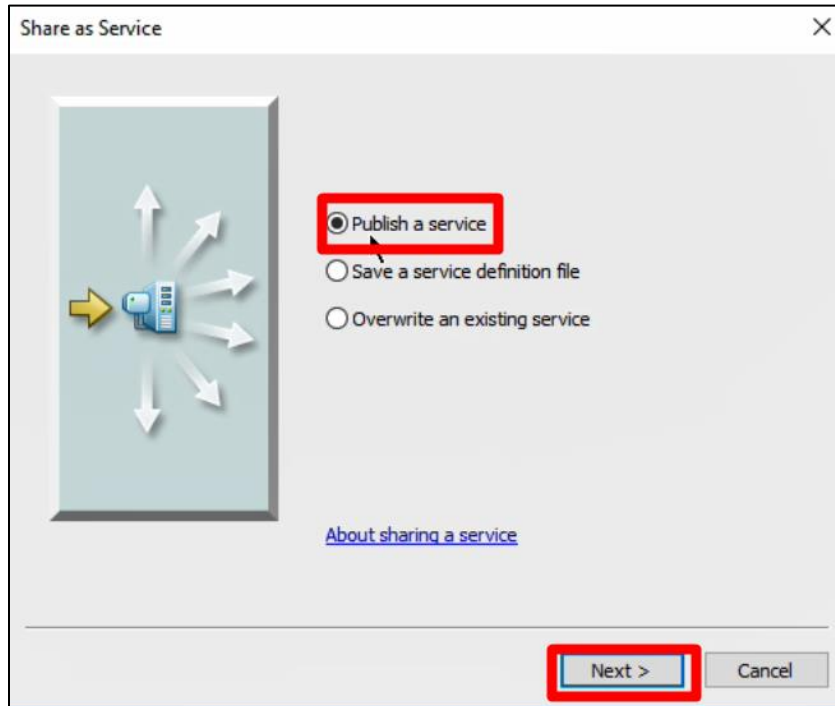 Share as Service
Publish a service
Save a service definition file
Overwrite an existing service
About sharing a service
Next >
Cancel